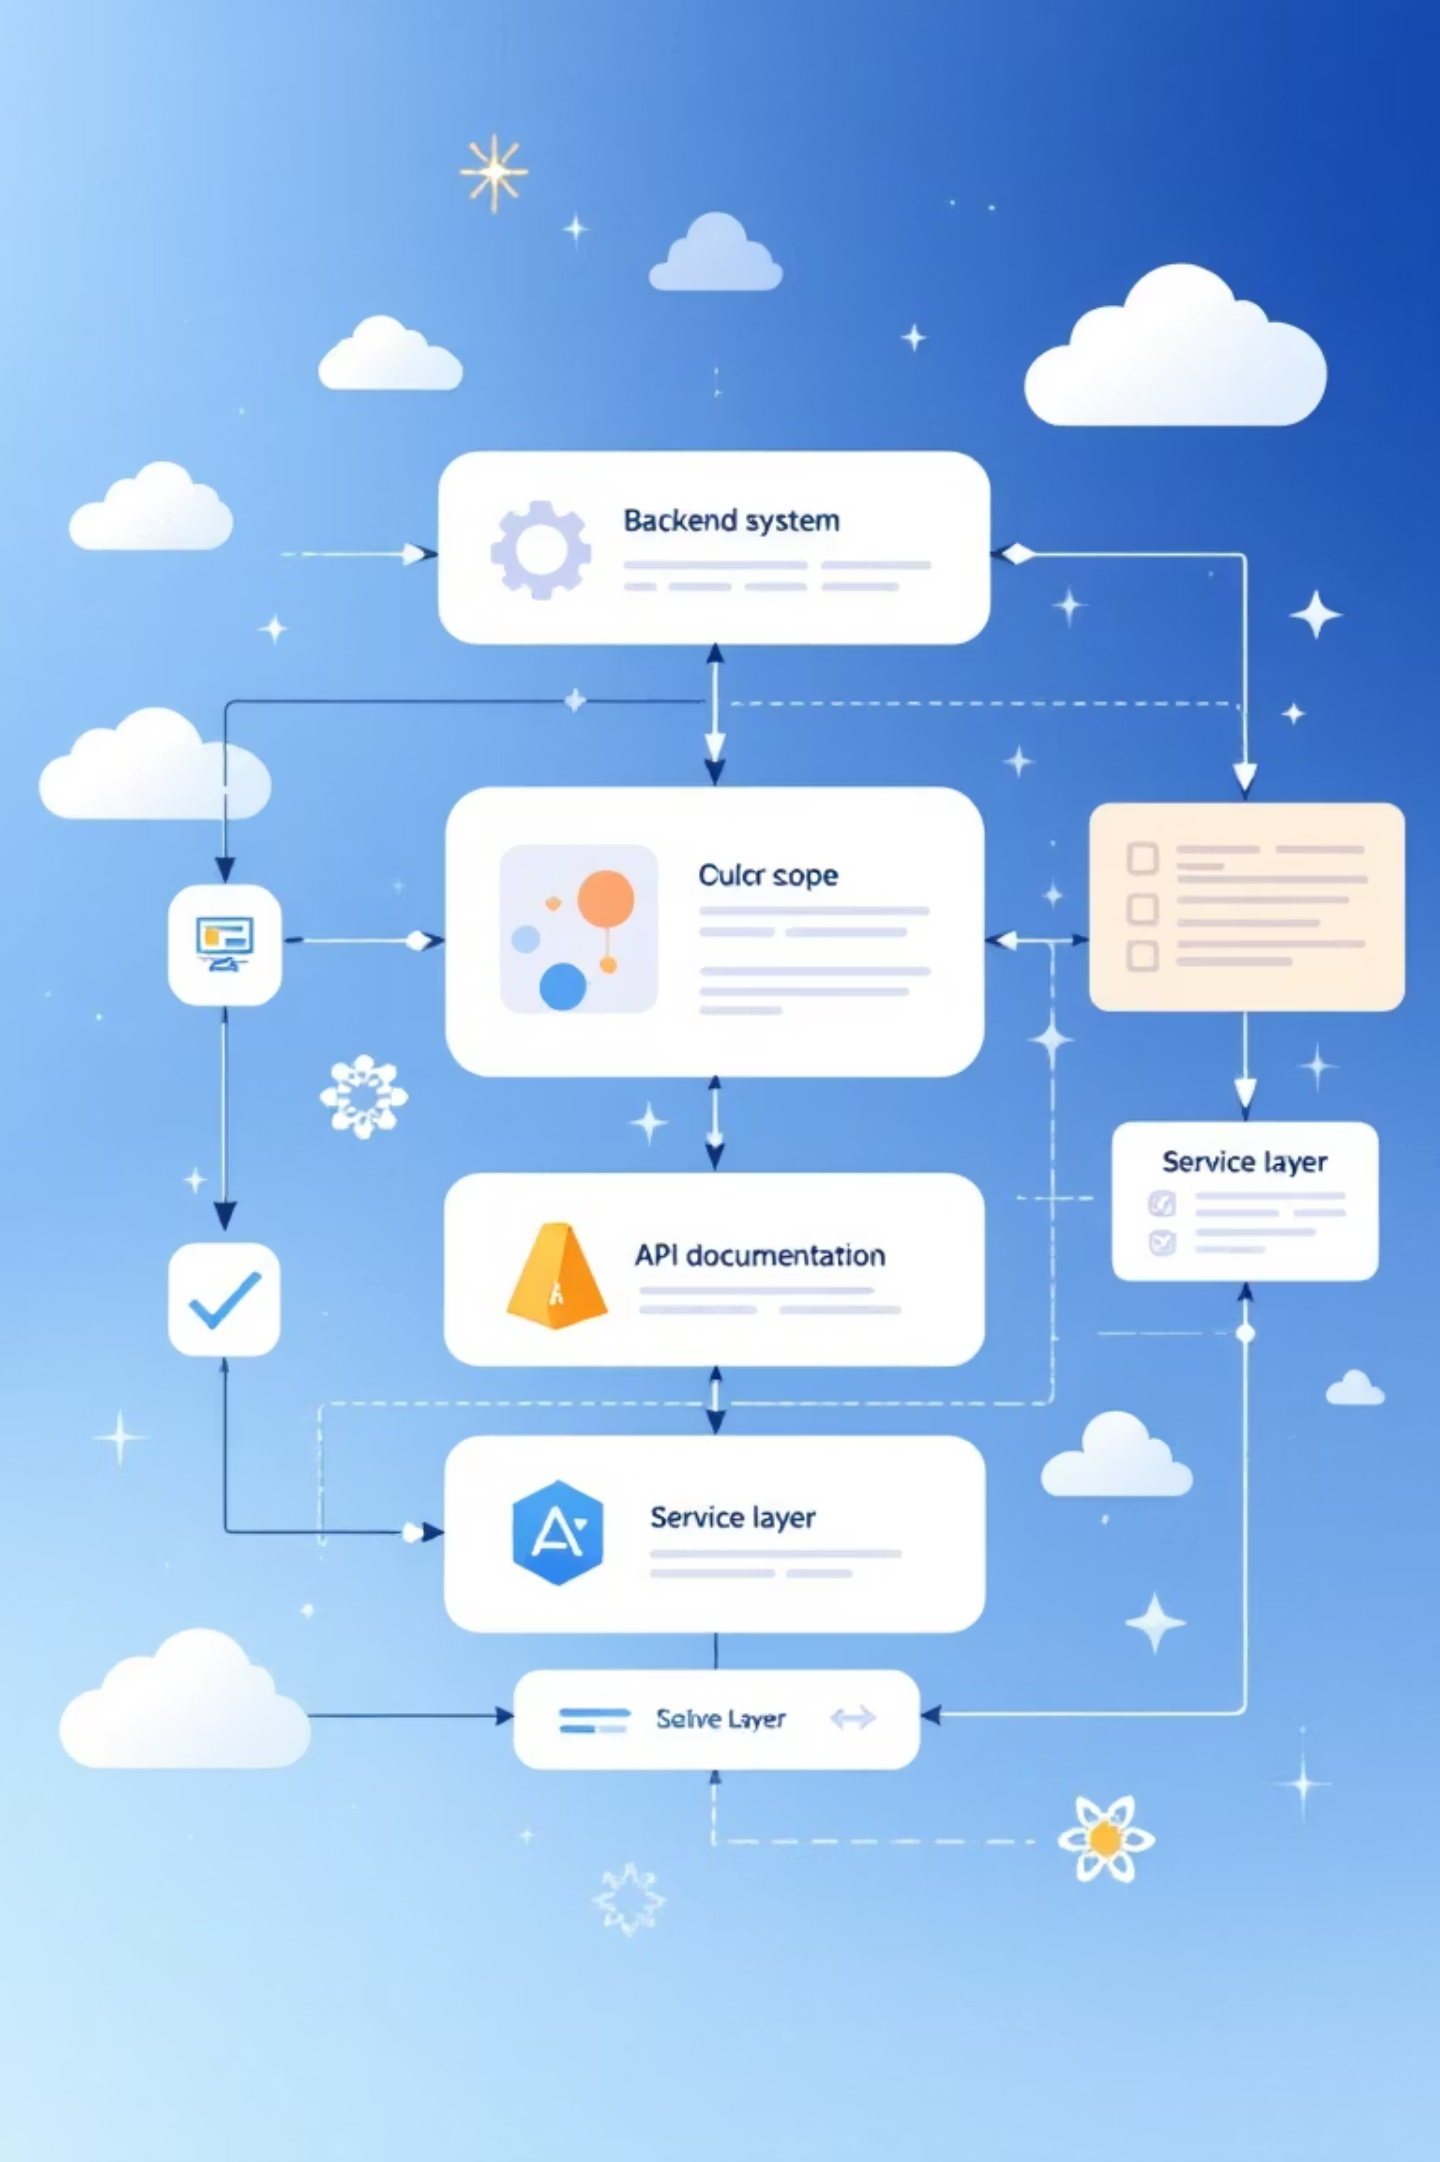 Backend system
Culcr sope
API documentation
Service layer
Service layer
Selve Layer